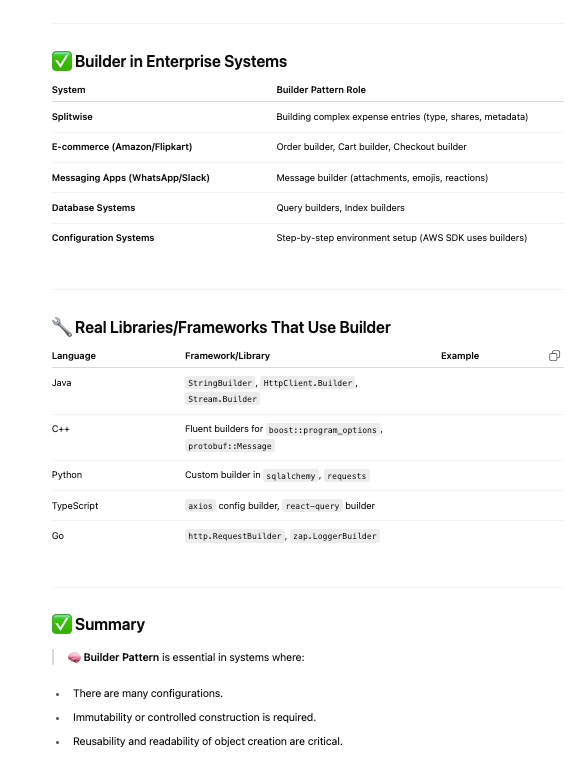 ✅ Builder in Enterprise Systems
System Builder Pattern Role
Splitwise Building complex expense entries (type, shares, metadata)
E-commerce (Amazon/Flipkart) Order builder, Cart builder, Checkout builder
Messaging Apps (WhatsApp/Slack) Message builder (attachments, emojis, reactions)
Database Systems Query builders, Index builders
Configuration Systems Step-by-step environment setup (AWS SDK uses builders)
🔧 Real Libraries/Frameworks That Use Builder
Language Framework/Library Example
Java StringBuilder, HttpClient.Builder,
Stream.Builder
C++ Fluent builders for boost::program_options,
protobuf::Message
Python Custom builder in sqlalchemy, requests
TypeScript axios config builder, react-query builder
Go http.RequestBuilder, zap.LoggerBuilder
✅ Summary
🧠 Builder Pattern is essential in systems where:
• There are many configurations.
• Immutability or controlled construction is required.
• Reusability and readability of object creation are critical.